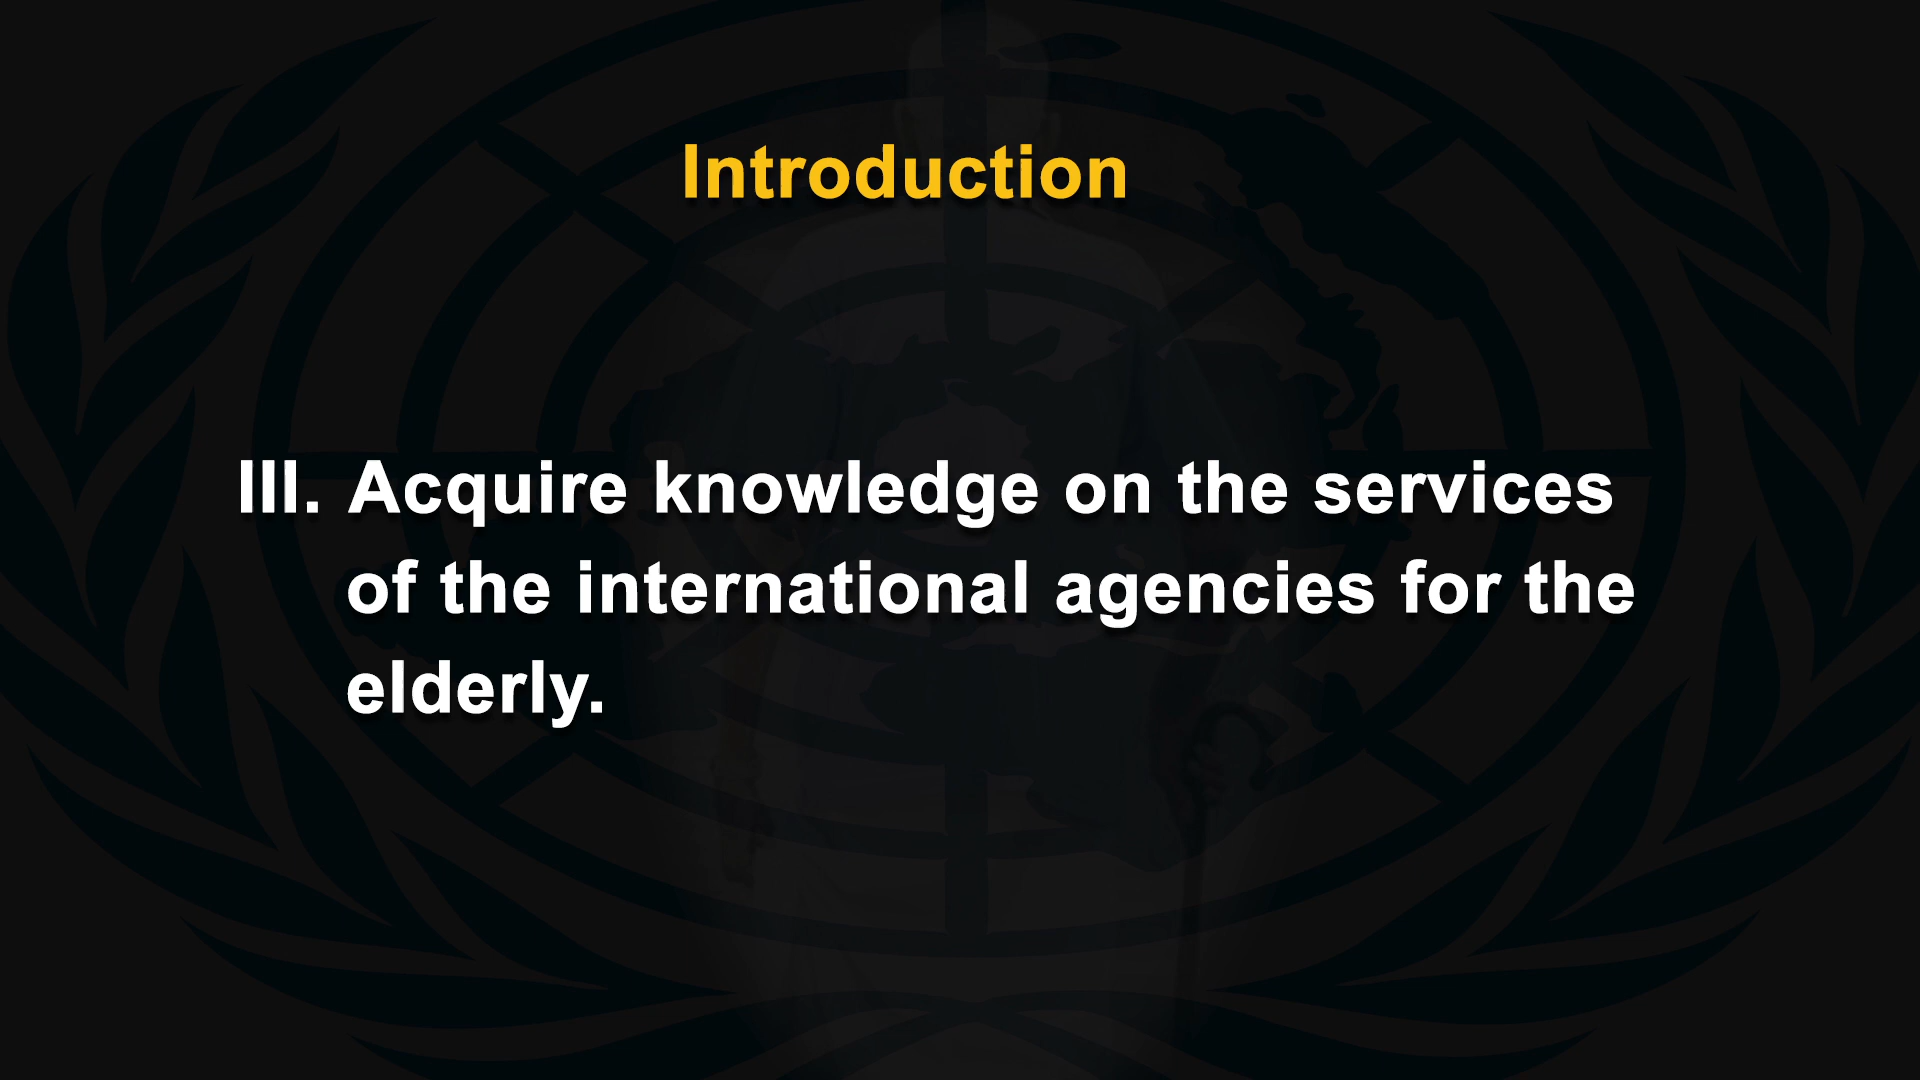 Introduction
III. Acquire knowledge on the services
of the international agencies for the
elderly.